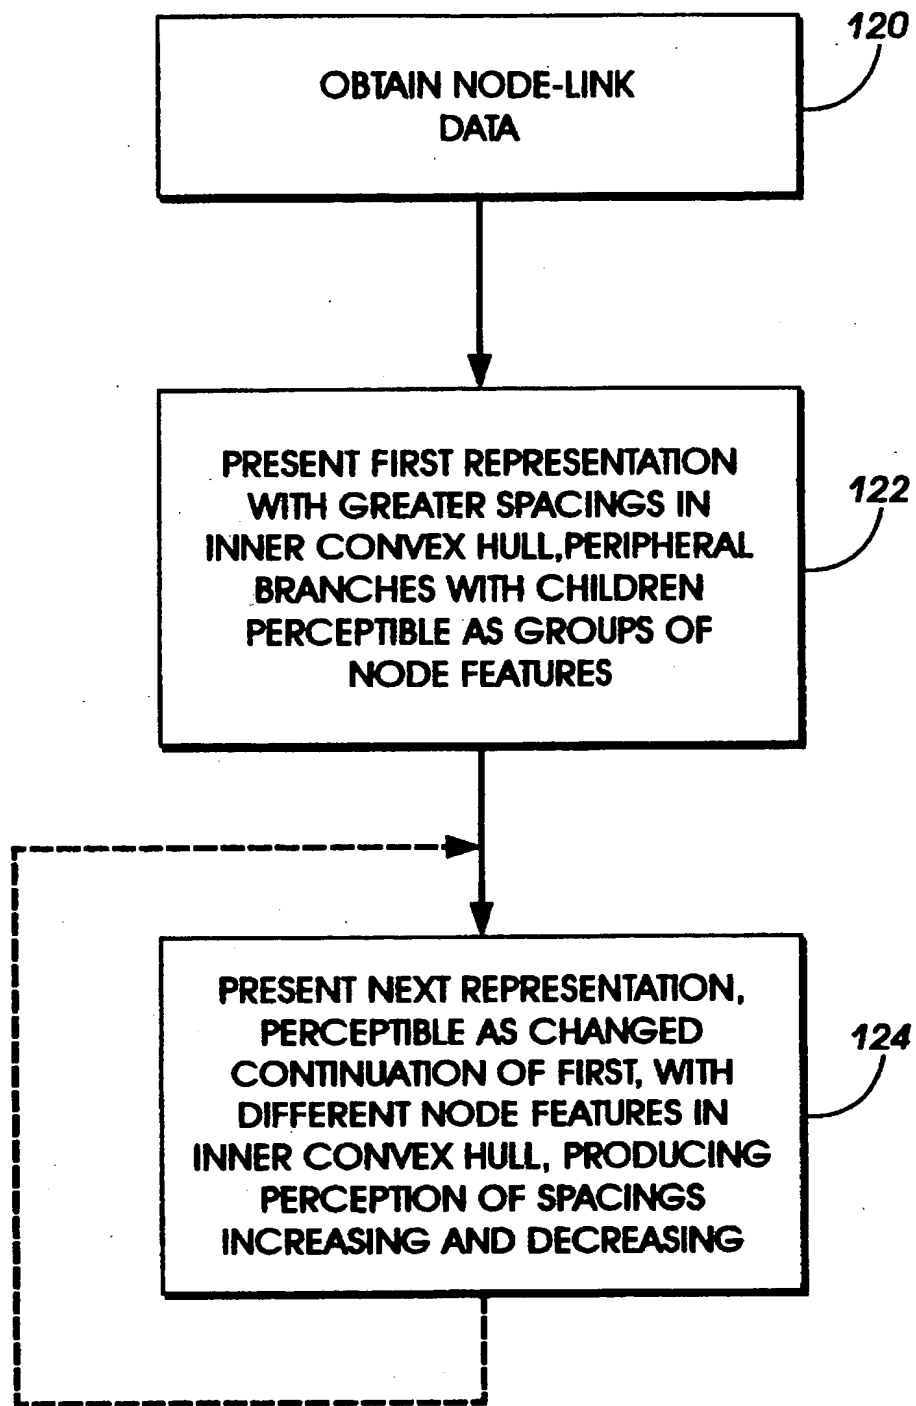 120
OBTAIN NODE-LINK
DATA
PRESENT FIRST REPRESENTATION
WITH GREATER SPACINGS IN
INNER CONVEX HULL,PERIPHERAL
BRANCHES WITH CHILDREN
PERCEPTIBLE AS GROUPS OF
NODE FEATURES
122
PRESENT NEXT REPRESENTATION,
PERCEPTIBLE AS CHANGED
CONTINUATION OF FIRST, WITH
DIFFERENT NODE FEATURES IN
INNER CONVEX HULL, PRODUCING
PERCEPTION OF SPACINGS
INCREASING AND DECREASING
124